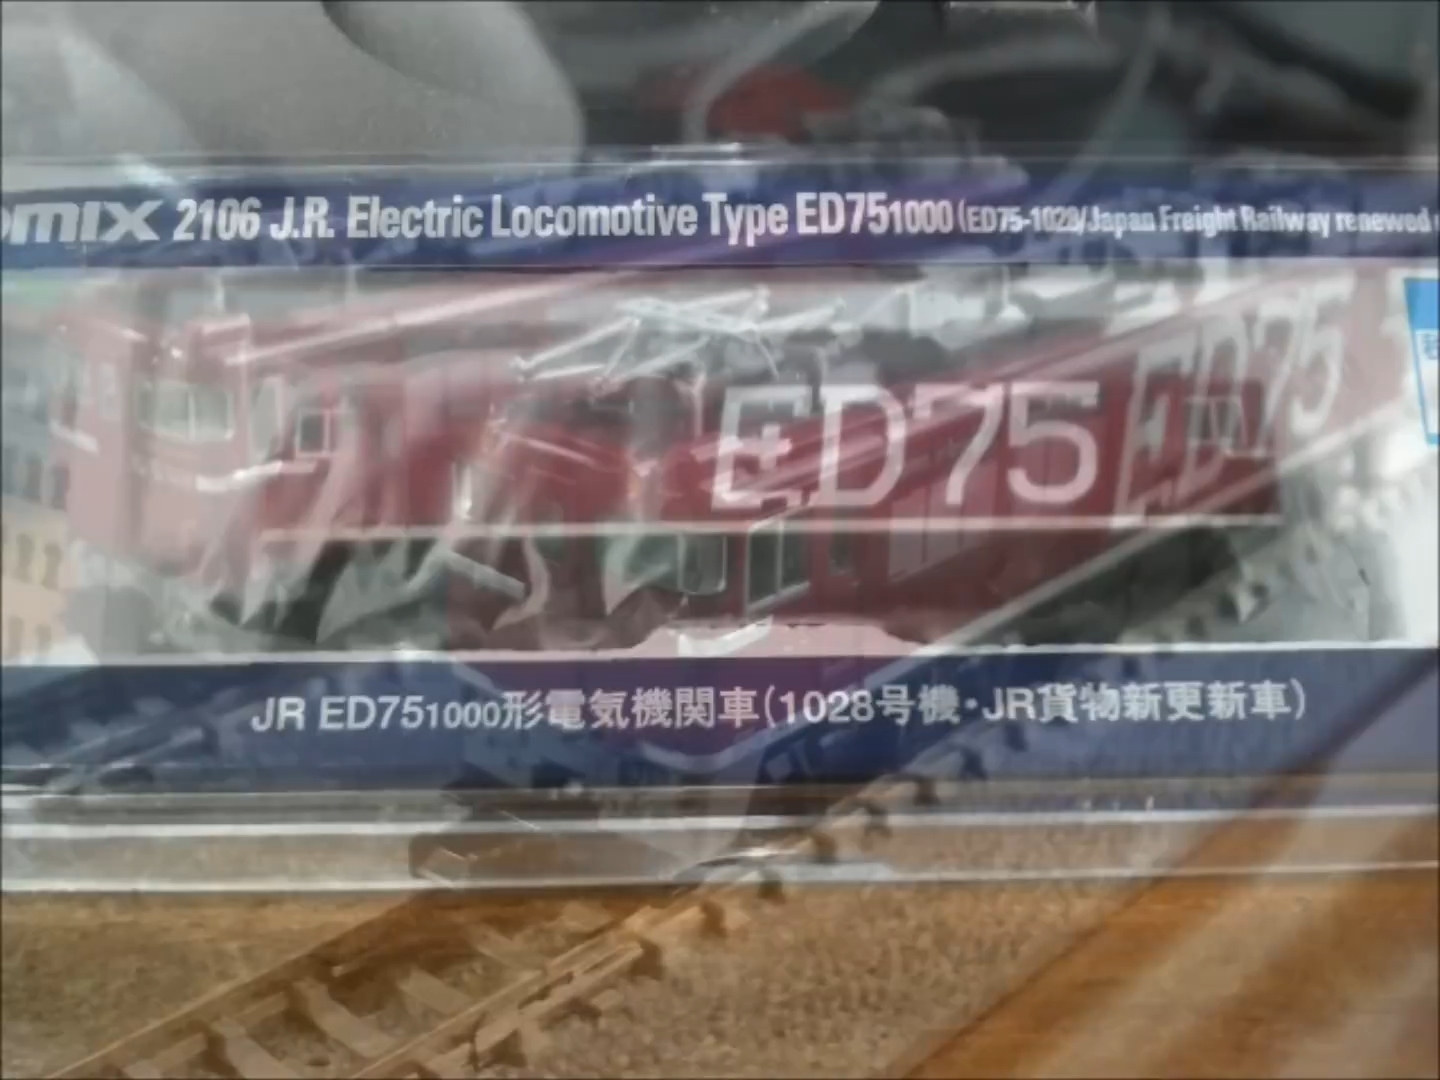 omix 2106 J.R. Electric Locomotive Type ED751000 (ED75-1028/Japan Freight Railway renewed
ED75 ED75
JR ED751000形電気機関車(1028号機・JR貨物新更新車)